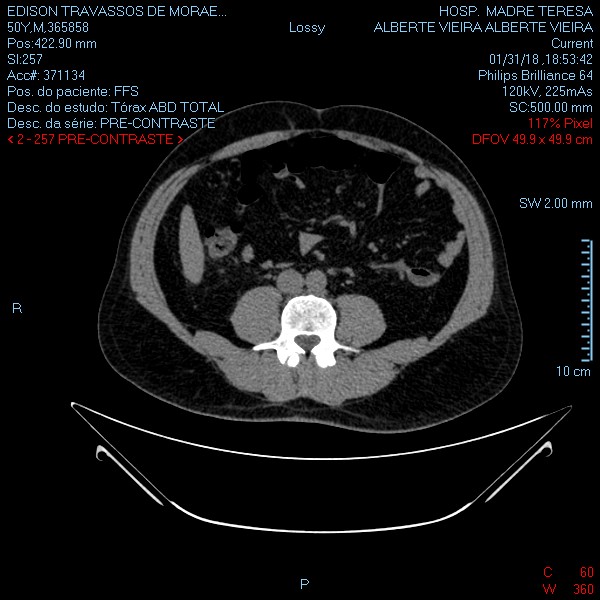 EDISON TRAVASSOS DE MORAE...
50Y,M,365858
Pos:422.90 mm
Sl:257
Acc#: 371134
Pos. do paciente: FFS
Desc. do estudo: Tórax ABD TOTAL
Desc. da série: PRE-CONTRASTE
< 2 - 257 PRE-CONTRASTE >
Lossy
HOSP. MADRE TERESA
ALBERTE VIEIRA ALBERTE VIEIRA
Current
01/31/18 ,18:53:42
Philips Brilliance 64
120kV, 225mAs
SC:500.00 mm
117% Pixel
DFOV 49.9 x 49.9 cm
SW 2.00 mm
R
10 cm
P
C 60
W 360